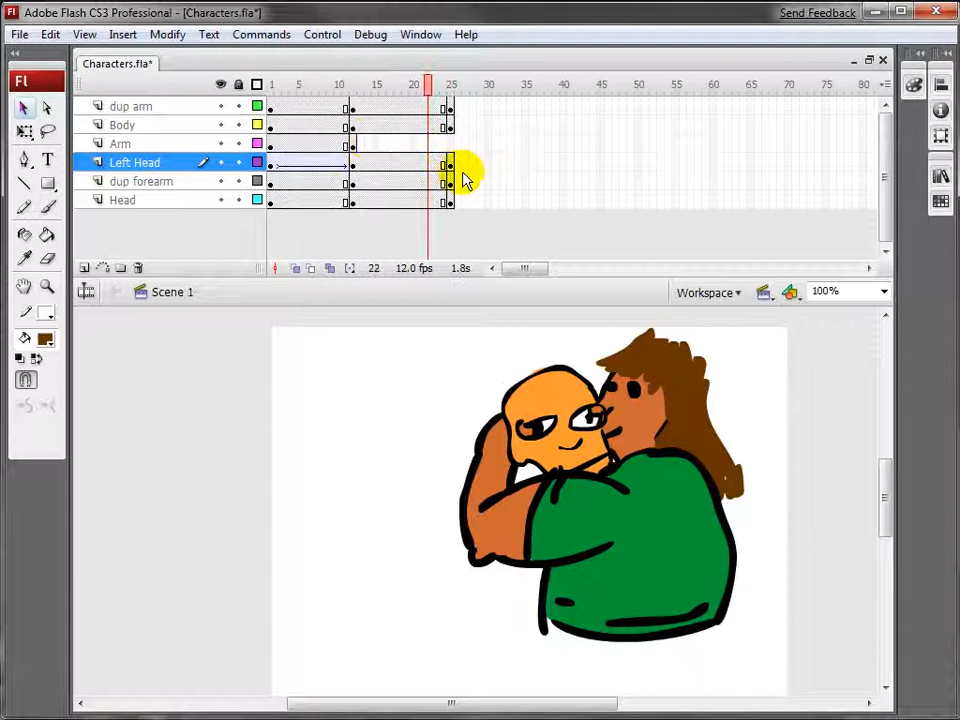 Fl Adobe Flash CS3 Professional - [Characters.fla*] Send Feedback
File Edit View Insert Modify Text Commands Control Debug Window Help
Characters.fla*
Fl
1 5 10 15 20 25 30 35 40 45 50 55 60 65 70 75 80
dup arm
Body
Arm
Left Head
dup forearm
Head
22 12.0 fps 1.8s
Scene 1 Workspace 100%